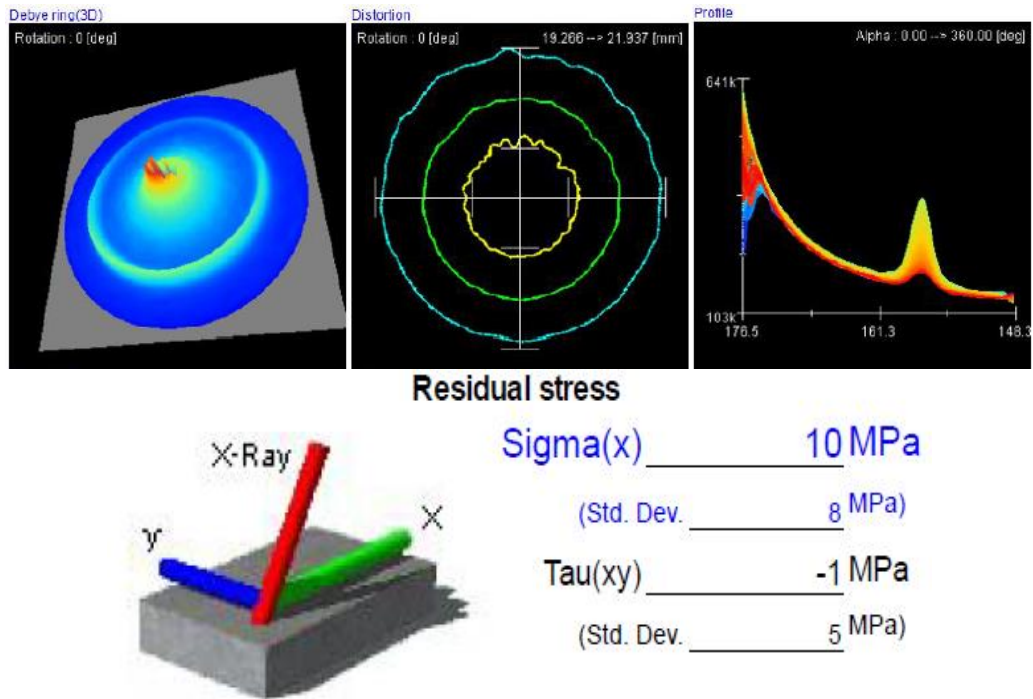 Debye ring(3D)
Rotation : 0 [deg]
Distortion
Rotation : 0 [deg] 19.266 --> 21.937 [mm]
Profile
Alpha : 0.00 --> 360.00 [deg]
641k
103k
176.5 161.3 148.3
Residual stress
X-Ray
X
y
Sigma(x) 10 MPa
(Std. Dev. 8 MPa)
Tau(xy) -1 MPa
(Std. Dev. 5 MPa)